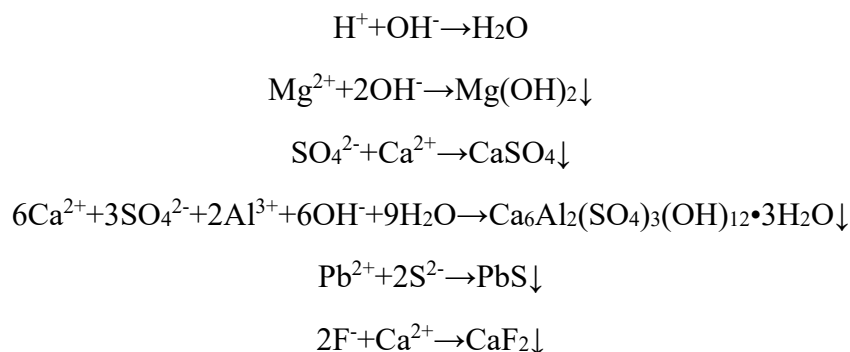 H⁺+OH⁻→H₂O
Mg²⁺+2OH⁻→Mg(OH)₂↓
SO₄²⁻+Ca²⁺→CaSO₄↓
6Ca²⁺+3SO₄²⁻+2Al³⁺+6OH⁻+9H₂O→Ca₆Al₂(SO₄)₃(OH)₁₂•3H₂O↓
Pb²⁺+2S²⁻→PbS↓
2F⁻+Ca²⁺→CaF₂↓